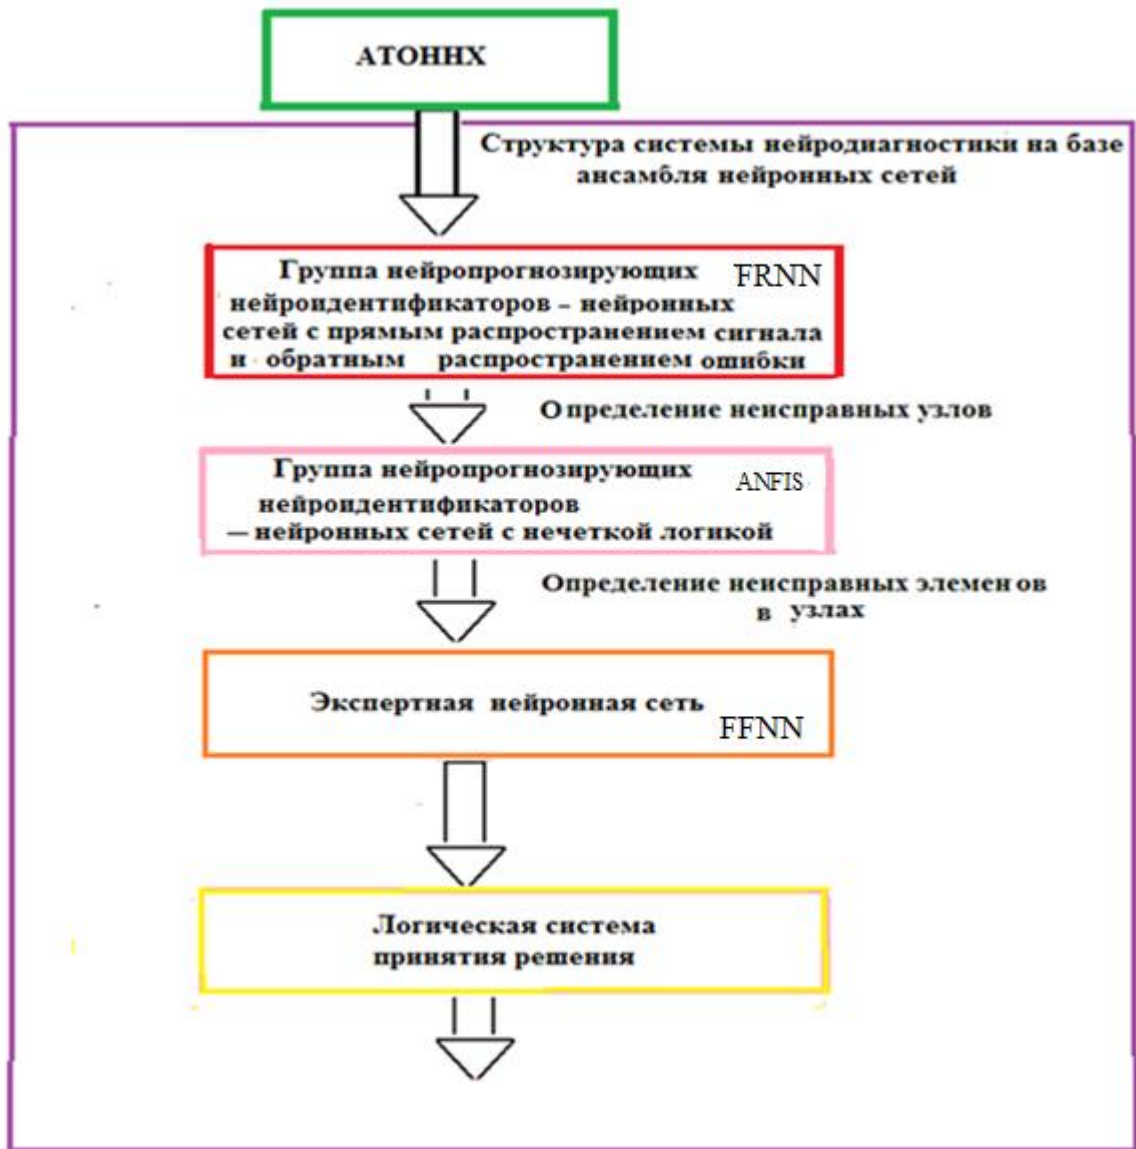 АТОННХ
Структура системы нейродиагностики на базе
ансамбля нейронных сетей
Группа нейропрогнозирующих FRNN
нейроидентификаторов – нейронных
сетей с прямым распространением сигнала
и обратным распространением ошибки
Определение неисправных узлов
Группа нейропрогнозирующих ANFIS
нейроидентификаторов
— нейронных сетей с нечеткой логикой
Определение неисправных элемен ов
в узлах
Экспертная нейронная сеть
FFNN
Логическая система
принятия решения